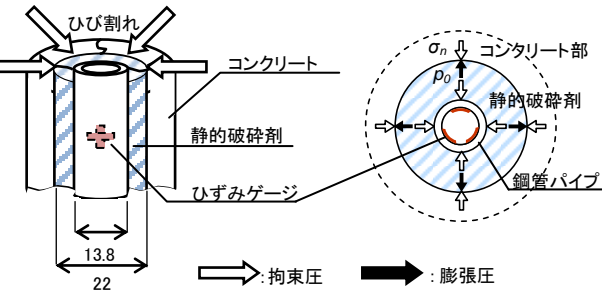 ひび割れ
コンクリート
静的破砕剤
ひずみゲージ
13.8
22
σn
p0
コンタリート部
静的破砕剤
鋼管パイプ
:拘束圧
:膨張圧